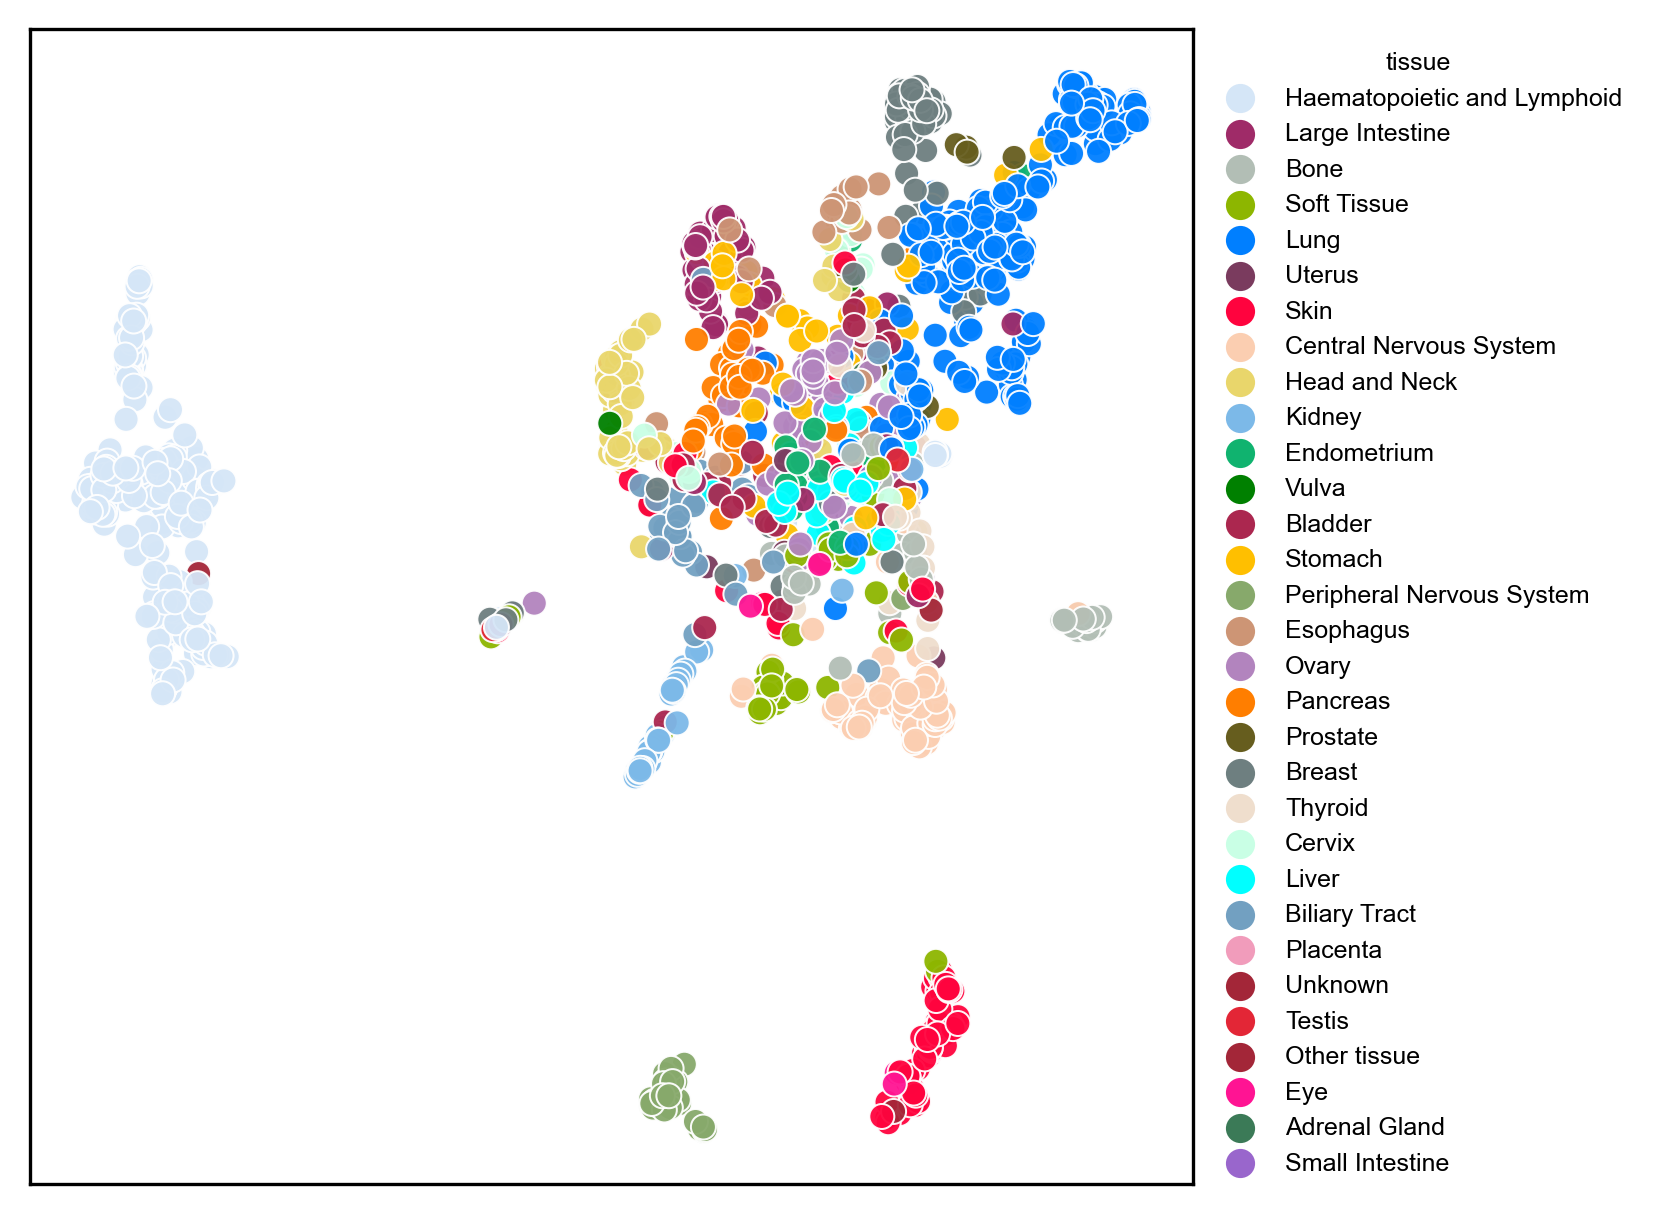 tissue
Haematopoietic and Lymphoid
Large Intestine
Bone
Soft Tissue
Lung
Uterus
Skin
Central Nervous System
Head and Neck
Kidney
Endometrium
Vulva
Bladder
Stomach
Peripheral Nervous System
Esophagus
Ovary
Pancreas
Prostate
Breast
Thyroid
Cervix
Liver
Biliary Tract
Placenta
Unknown
Testis
Other tissue
Eye
Adrenal Gland
Small Intestine